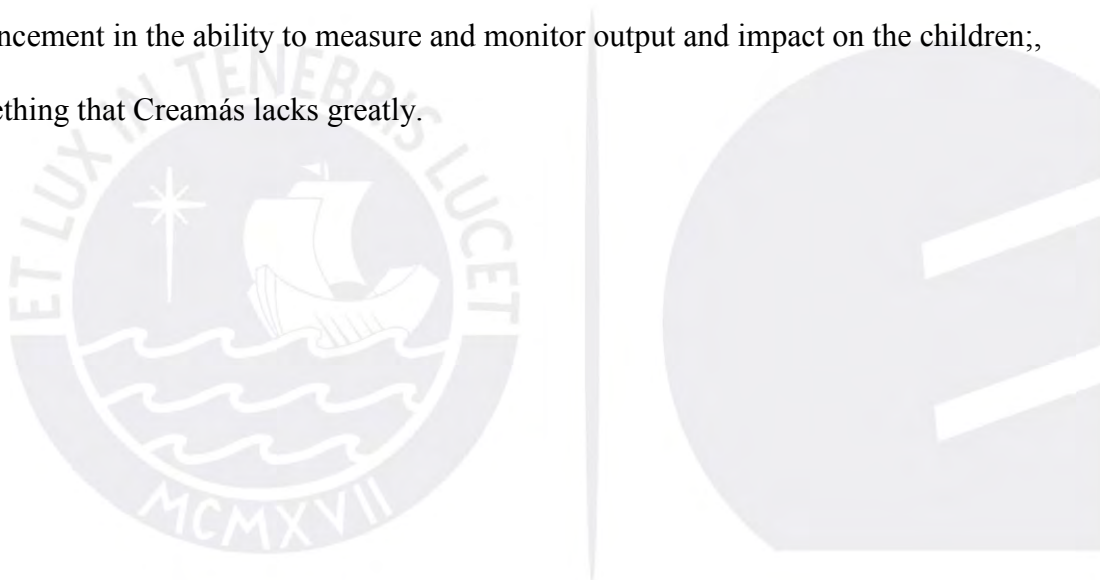 ncement in the ability to measure and monitor output and impact on the children;,
ething that Creamás lacks greatly.
ET LUX IN TENEBRIS LUCET
MCMXVII